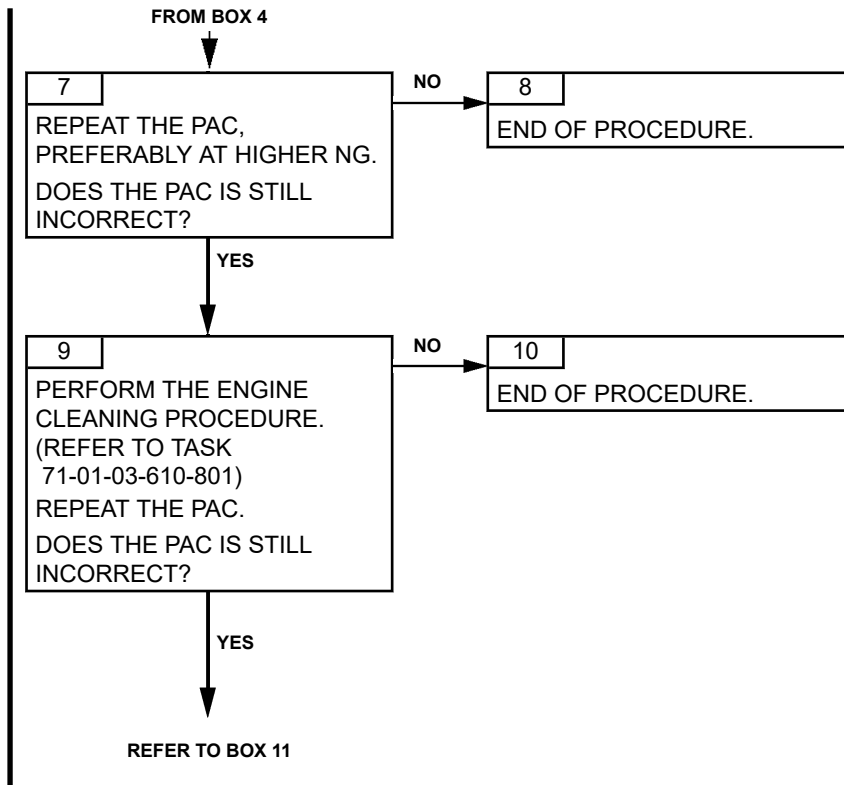 FROM BOX 4
7
REPEAT THE PAC,
PREFERABLY AT HIGHER NG.
DOES THE PAC IS STILL
INCORRECT?
NO
8
END OF PROCEDURE.
YES
9
PERFORM THE ENGINE
CLEANING PROCEDURE.
(REFER TO TASK
71-01-03-610-801)
REPEAT THE PAC.
DOES THE PAC IS STILL
INCORRECT?
NO
10
END OF PROCEDURE.
YES
REFER TO BOX 11